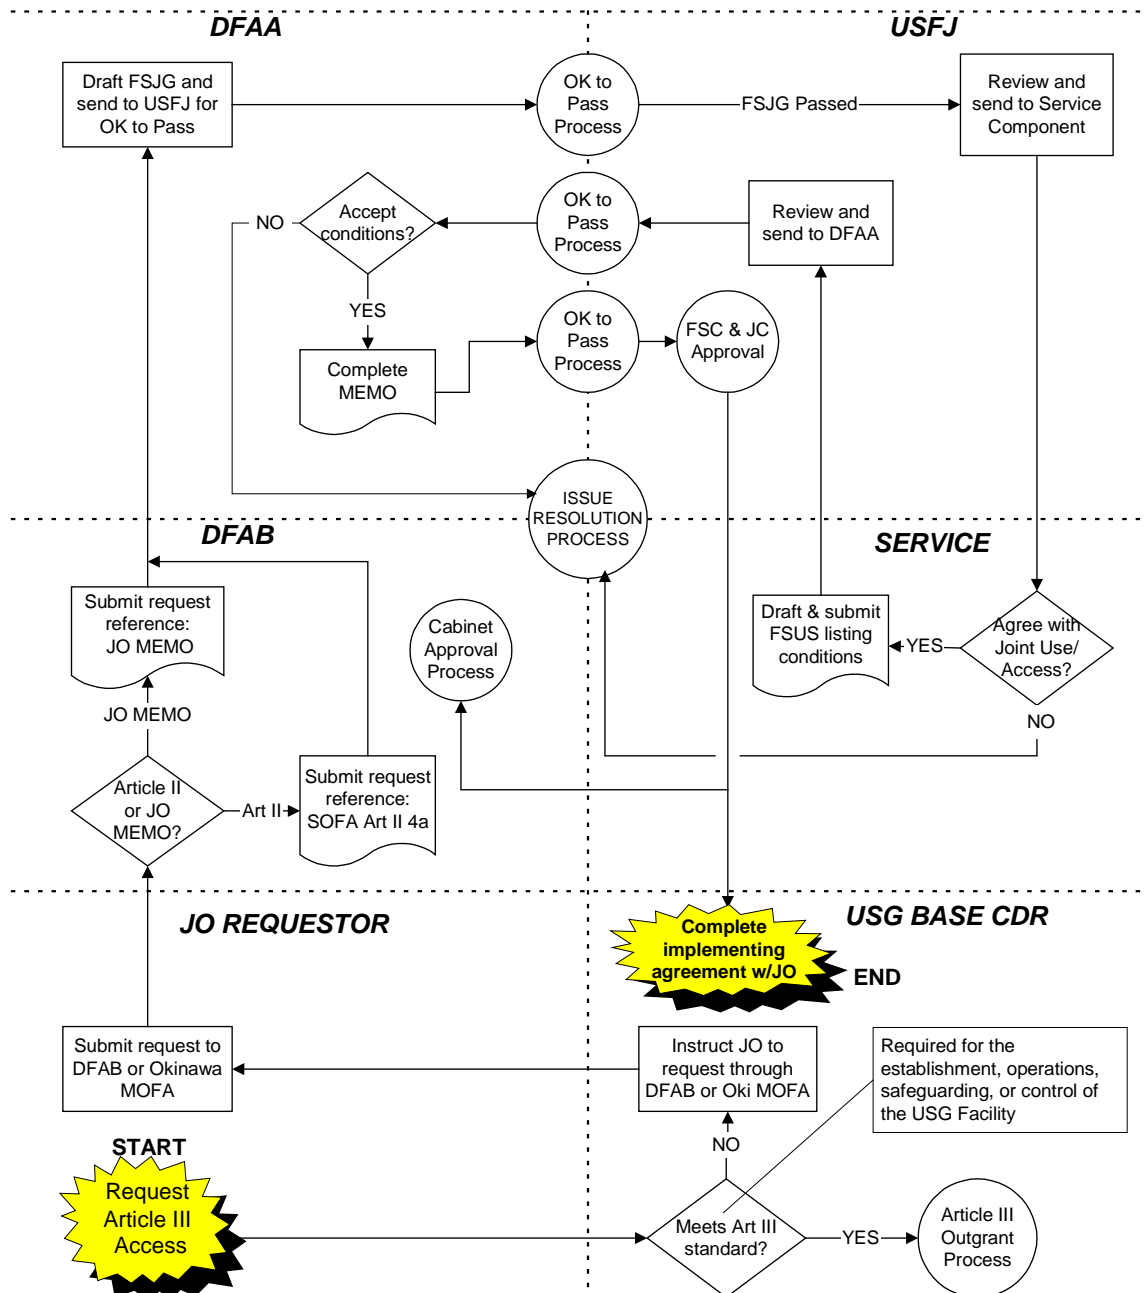 DFAA
USFJ
Draft FSJG and
send to USFJ for
OK to Pass
OK to
Pass
Process
FSJG Passed
Review and
send to Service
Component
NO
Accept
conditions?
OK to
Pass
Process
Review and
send to DFAA
YES
Complete
MEMO
OK to
Pass
Process
FSC & JC
Approval
ISSUE
RESOLUTION
PROCESS
DFAB
SERVICE
Submit request
reference:
JO MEMO
Cabinet
Approval
Process
Draft & submit
FSUS listing
conditions
YES
Agree with
Joint Use/
Access?
NO
JO MEMO
Article II
or JO
MEMO?
Art II
Submit request
reference:
SOFA Art II 4a
JO REQUESTOR
USG BASE CDR
Complete
implementing
agreement w/JO
END
Submit request to
DFAB or Okinawa
MOFA
Instruct JO to
request through
DFAB or Oki MOFA
Required for the
establishment, operations,
safeguarding, or control of
the USG Facility
START
Request
Article III
Access
NO
Meets Art III
standard?
YES
Article III
Outgrant
Process